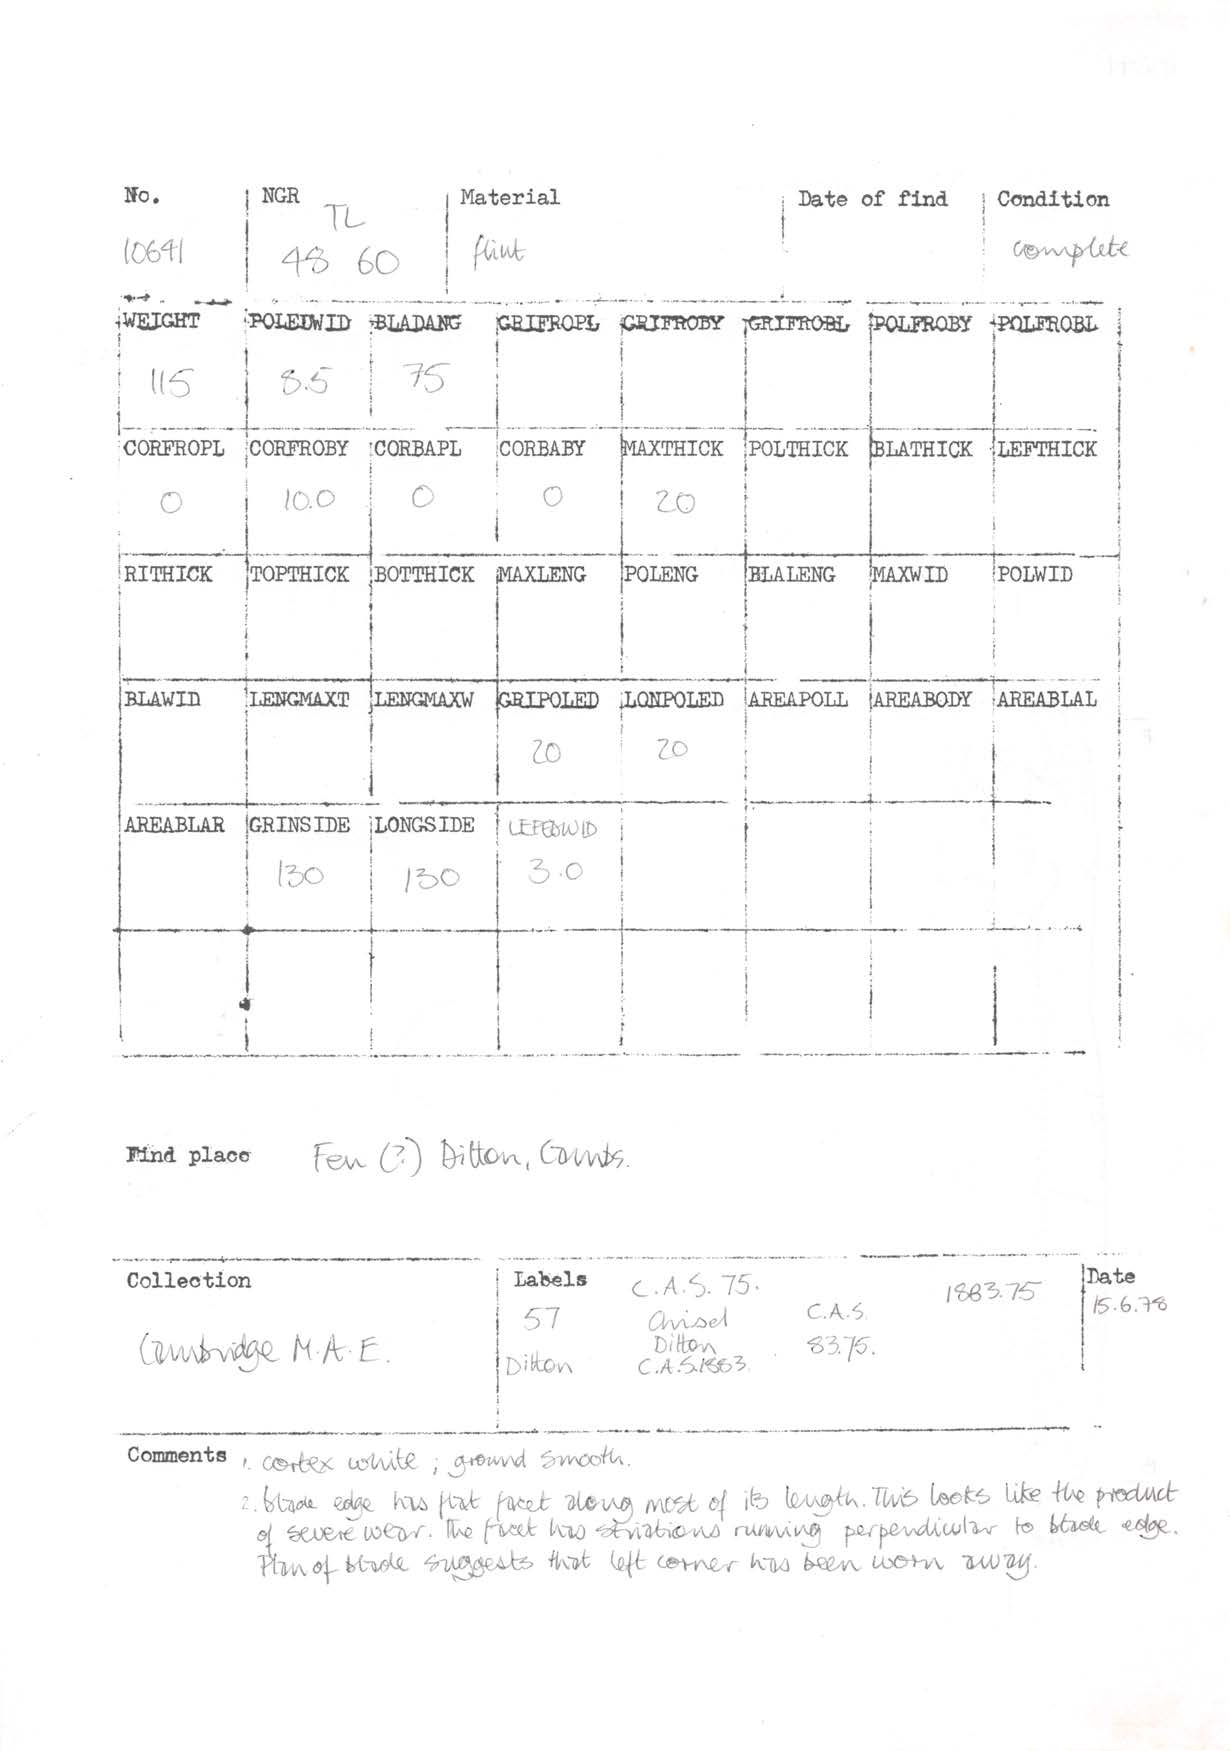 No. NGR Material Date of find Condition
TL
10641 48 60 flint complete
WEIGHT POLEDWID BLADANG GRIFROPL GRIFROBY GRIFROBL POLFROBY POLFROBL
115 8.5 75
CORFROPL CORFROBY CORBAPL CORBABY MAXTHICK POLTHICK BLATHICK LEFTHICK
0 10.0 0 0 20
RITHICK TOPTHICK BOTTHICK MAXLENG POLENG BLALENG MAXWID POLWID
BLAWID LENGMAXT LENGMAXW GRIPOLED LONPOLED AREAPOLL AREABODY AREABLAL
20 20
AREABLAR GRINSIDE LONGSIDE LEFEDWID
130 130 3.0
Find place Fen (?) Ditton, Cambs.
Collection Labels C.A.S. 75. 1883.75 Date
57 Chisel C.A.S. 15.6.78
Cambridge M.A.E. Ditton 83.75.
Ditton C.A.S.1883.
Comments 1. cortex white ; ground smooth.
2. blade edge has flat facet along most of its length. This looks like the product
of severe wear. The facet has striations running perpendicular to blade edge.
Plan of blade suggests that left corner has been worn away.